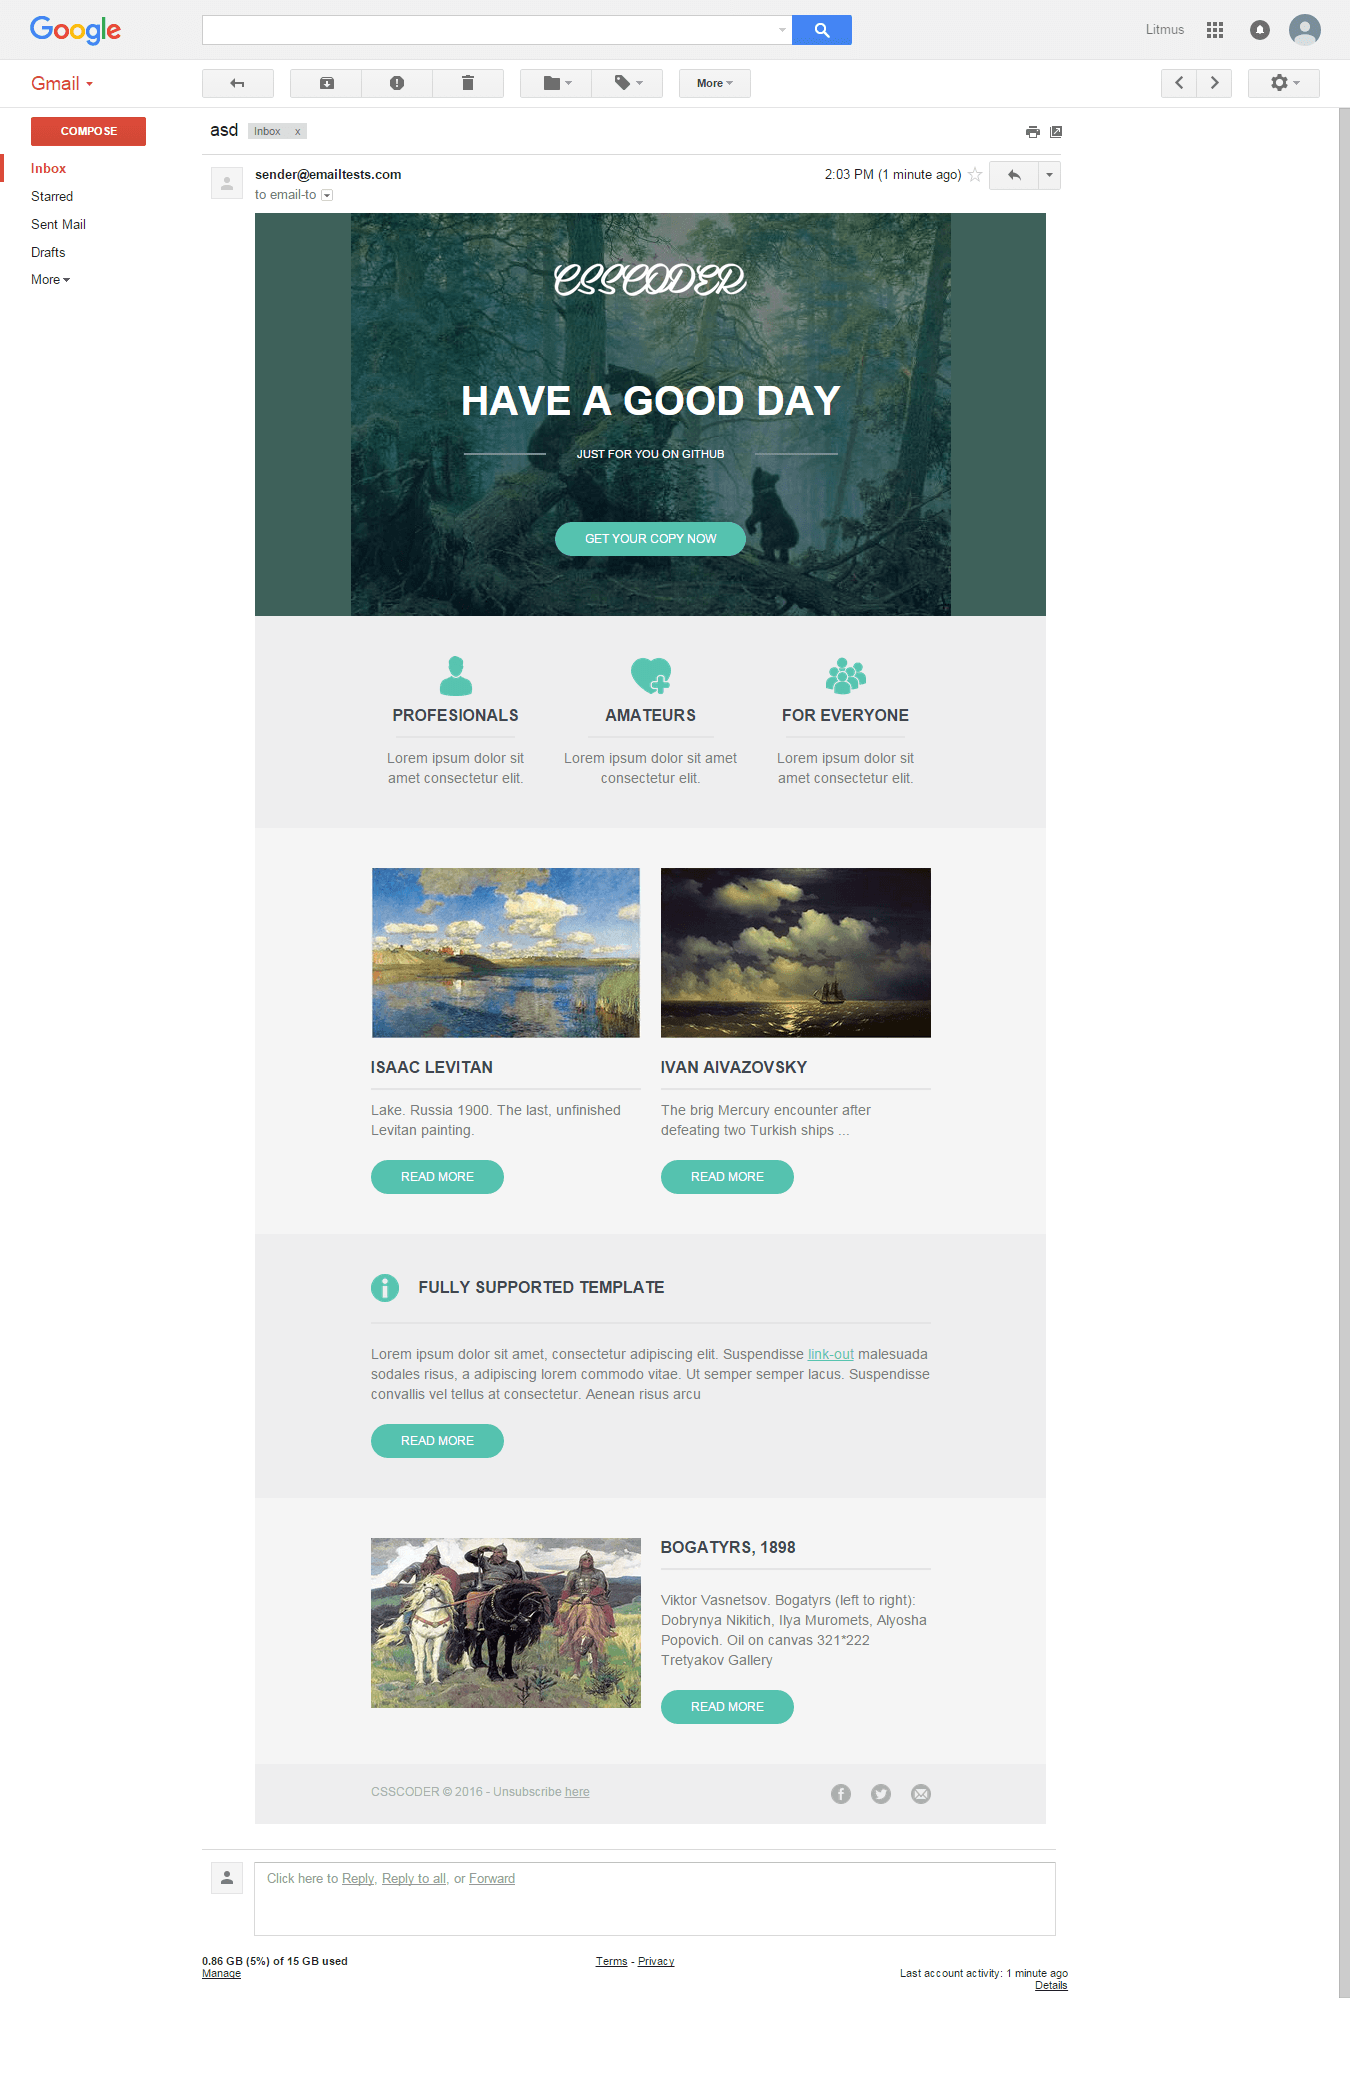 Google
Litmus
Gmail
More
COMPOSE
asd
Inbox x
Inbox
Starred
Sent Mail
Drafts
More
sender@emailtests.com
2:03 PM (1 minute ago)
to email-to
CSSCODER
HAVE A GOOD DAY
JUST FOR YOU ON GITHUB
GET YOUR COPY NOW
PROFESIONALS
Lorem ipsum dolor sit
amet consectetur elit.
AMATEURS
Lorem ipsum dolor sit amet
consectetur elit.
FOR EVERYONE
Lorem ipsum dolor sit
amet consectetur elit.
ISAAC LEVITAN
Lake. Russia 1900. The last, unfinished
Levitan painting.
READ MORE
IVAN AIVAZOVSKY
The brig Mercury encounter after
defeating two Turkish ships ...
READ MORE
FULLY SUPPORTED TEMPLATE
Lorem ipsum dolor sit amet, consectetur adipiscing elit. Suspendisse link-out malesuada
sodales risus, a adipiscing lorem commodo vitae. Ut semper semper lacus. Suspendisse
convallis vel tellus at consectetur. Aenean risus arcu
READ MORE
BOGATYRS, 1898
Viktor Vasnetsov. Bogatyrs (left to right):
Dobrynya Nikitich, Ilya Muromets, Alyosha
Popovich. Oil on canvas 321*222
Tretyakov Gallery
READ MORE
CSSCODER © 2016 - Unsubscribe here
Click here to Reply, Reply to all, or Forward
0.86 GB (5%) of 15 GB used
Manage
Terms - Privacy
Last account activity: 1 minute ago
Details